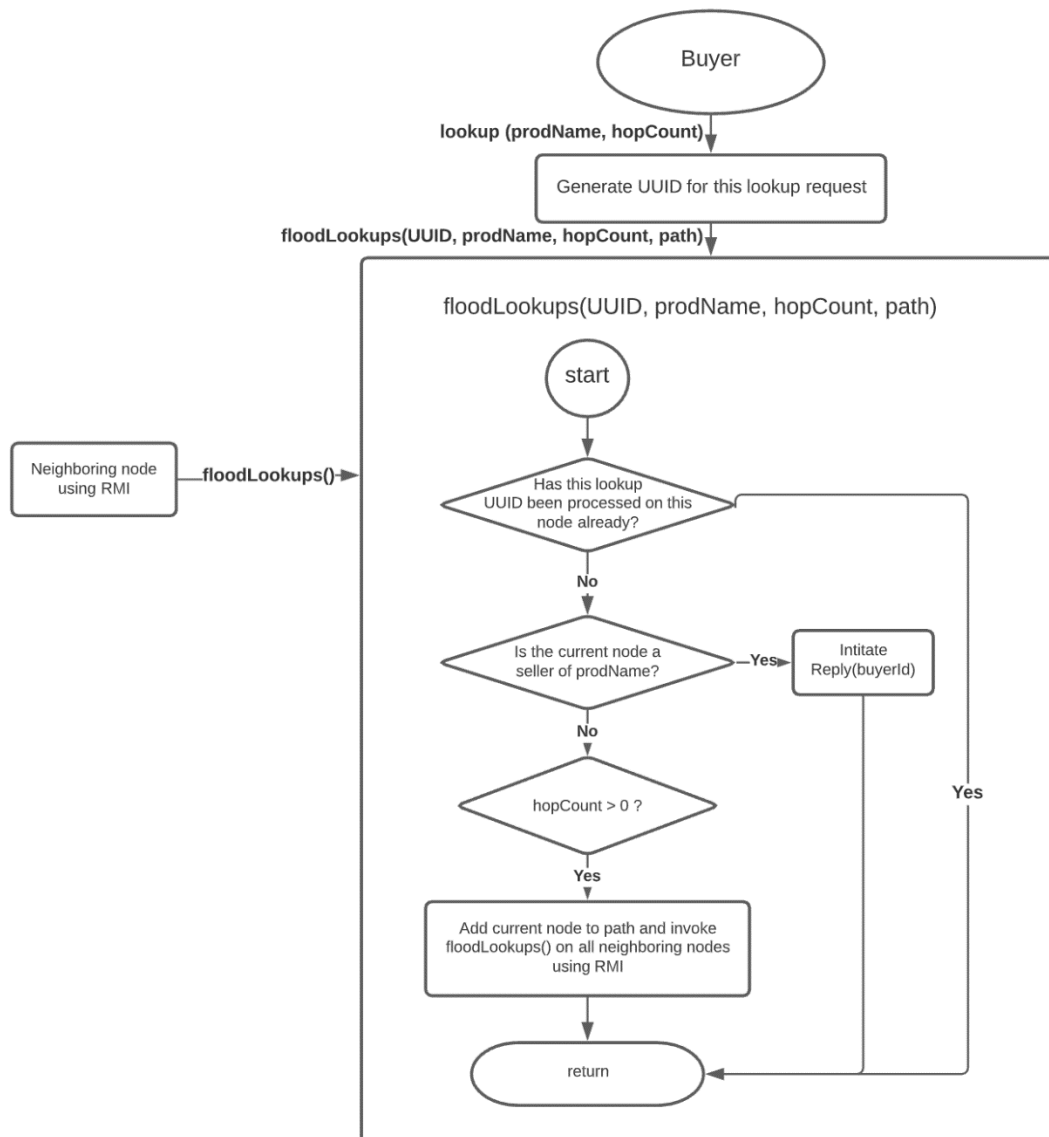 Buyer
lookup (prodName, hopCount)
Generate UUID for this lookup request
floodLookups(UUID, prodName, hopCount, path)
floodLookups(UUID, prodName, hopCount, path)
start
Neighboring node
using RMI
floodLookups()
Has this lookup
UUID been processed on this
node already?
No
Is the current node a
seller of prodName?
Yes
Intitate
Reply(buyerId)
No
hopCount > 0 ?
Yes
Yes
Add current node to path and invoke
floodLookups() on all neighboring nodes
using RMI
return